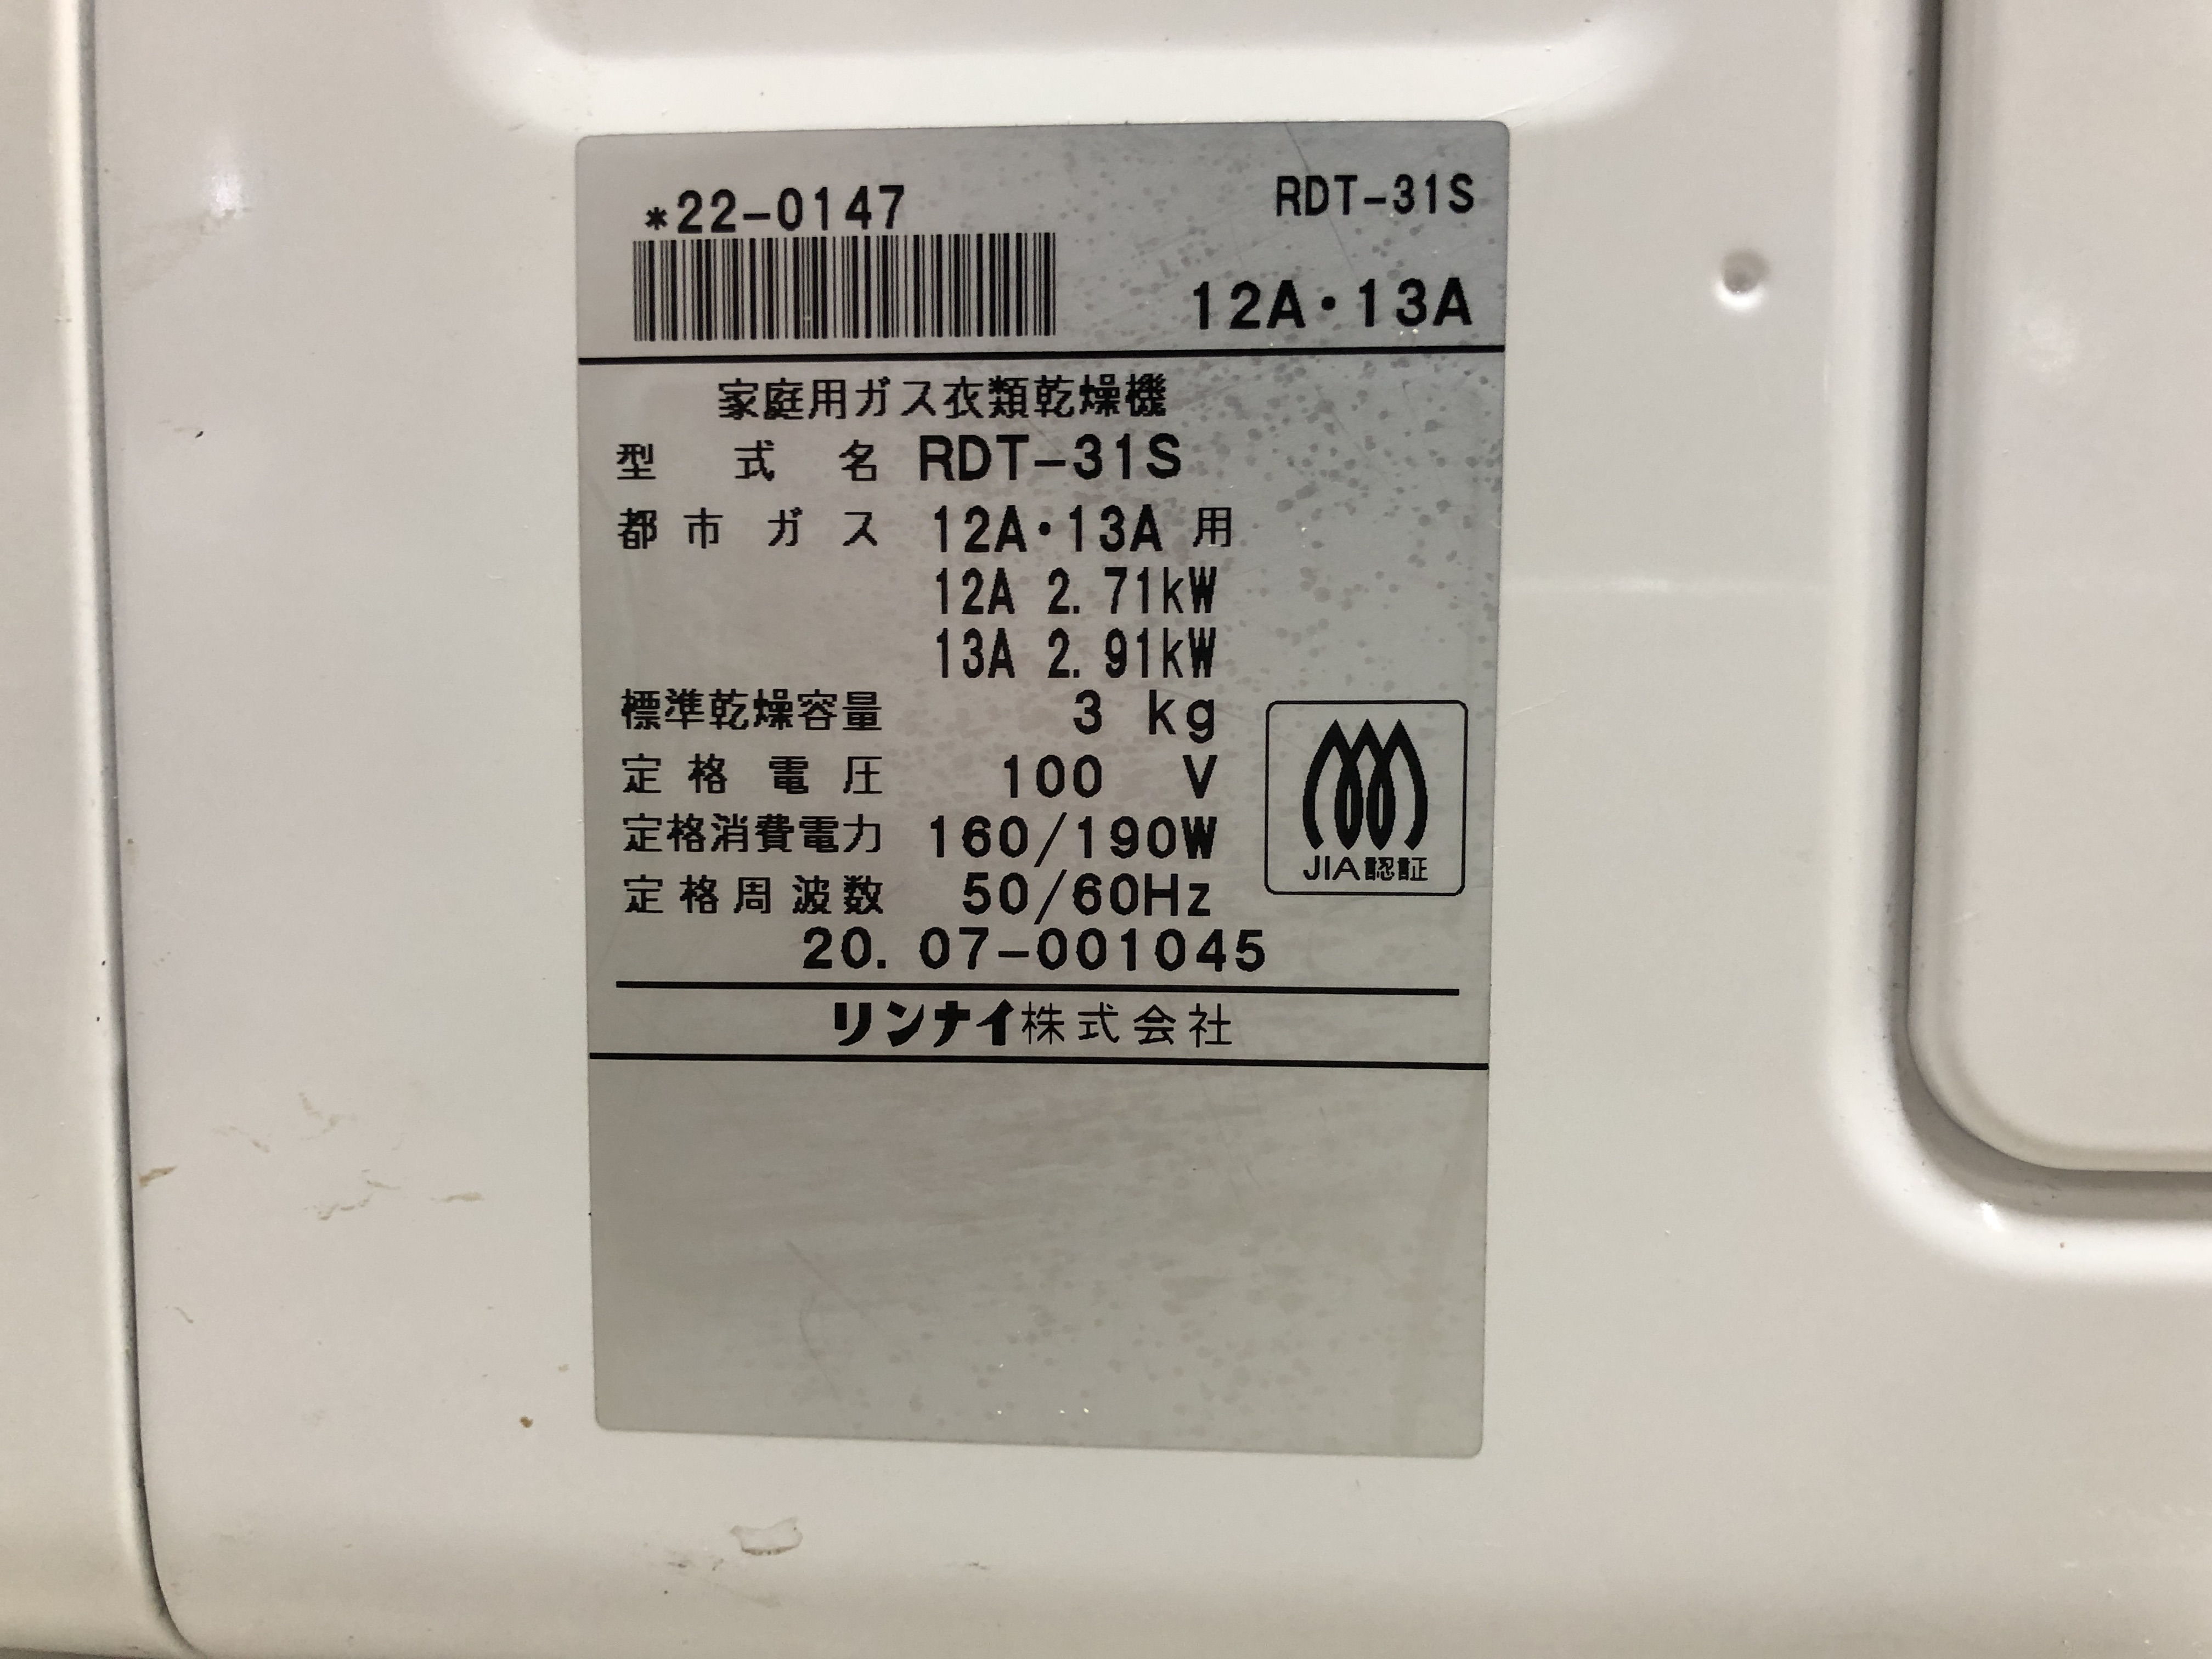 *22-0147
RDT-31S
12A・13A
家庭用ガス衣類乾燥機
型式名 RDT-31S
都市ガス 12A・13A 用
12A 2.71kW
13A 2.91kW
標準乾燥容量 3 kg
定格電圧 100 V
定格消費電力 160/190W
定格周波数 50/60Hz
JIA認証
20.07-001045
リンナイ株式会社